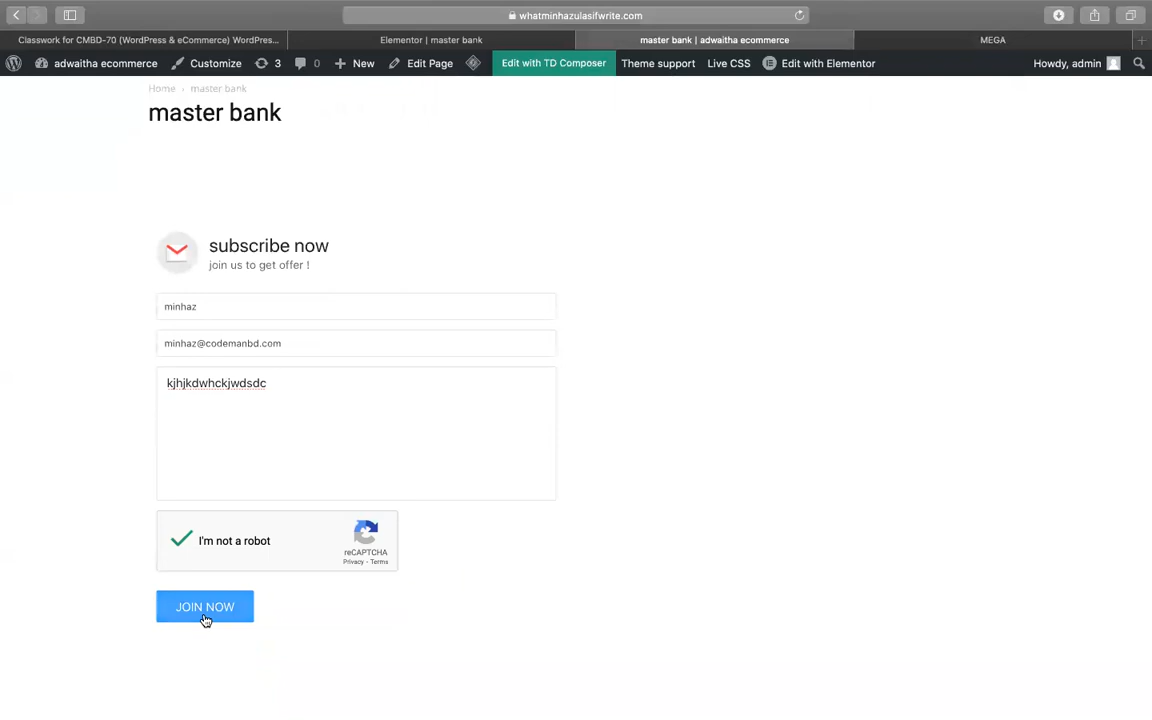 whatminhazulasifwrite.com
Classwork for CMBD-70 (WordPress & eCommerce) WordPres...
Elementor | master bank
master bank | adwaitha ecommerce
MEGA
adwaitha ecommerce
Customize
3
0
New
Edit Page
Edit with TD Composer
Theme support
Live CSS
Edit with Elementor
Howdy, admin
Home › master bank
master bank
subscribe now
join us to get offer !
minhaz
minhaz@codemanbd.com
kjhjkdwhckjwdsdc
I'm not a robot
reCAPTCHA
Privacy - Terms
JOIN NOW